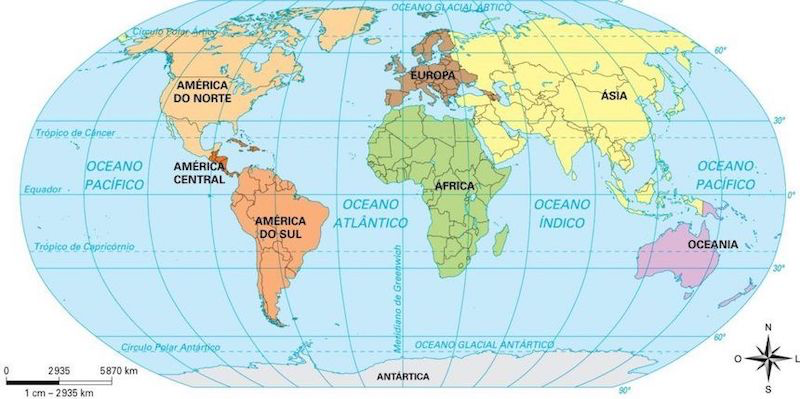 OCEANO GLACIAL ÁRTICO
Círculo Polar Ártico
60°
EUROPA
AMÉRICA
DO NORTE
ÁSIA
30°
Trópico de Câncer
OCEANO
PACÍFICO
AMÉRICA
CENTRAL
OCEANO
PACÍFICO
Equador
ÁFRICA
0°
OCEANO
ATLÂNTICO
OCEANO
ÍNDICO
AMÉRICA
DO SUL
Trópico de Capricórnio
OCEANIA
Meridiano de Greenwich
30°
Círculo Polar Antártico
OCEANO GLACIAL ANTÁRTICO
60°
N
O
L
S
0 2935 5870 km
1 cm – 2935 km
ANTÁRTICA
90°